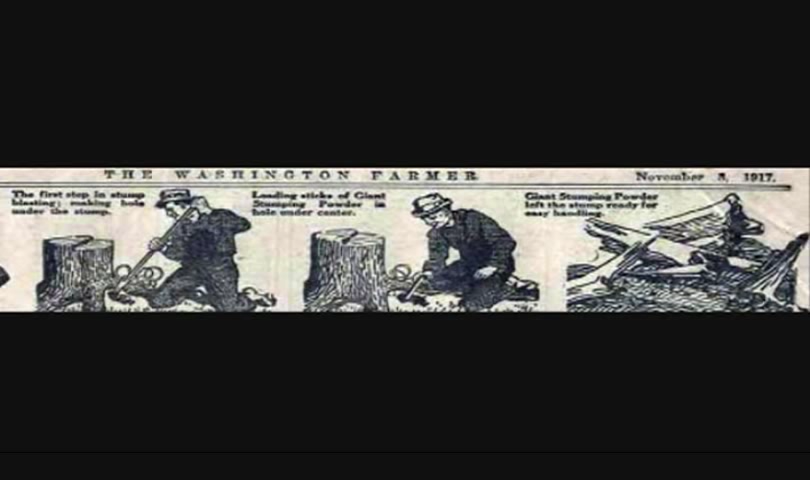 THE WASHINGTON FARMER
November 8, 1917.
The first step in stump
blasting; making hole
under the stump.
Loading sticks of Giant
Stumping Powder in
hole under center.
Giant Stumping Powder
left the stump ready for
easy handling.